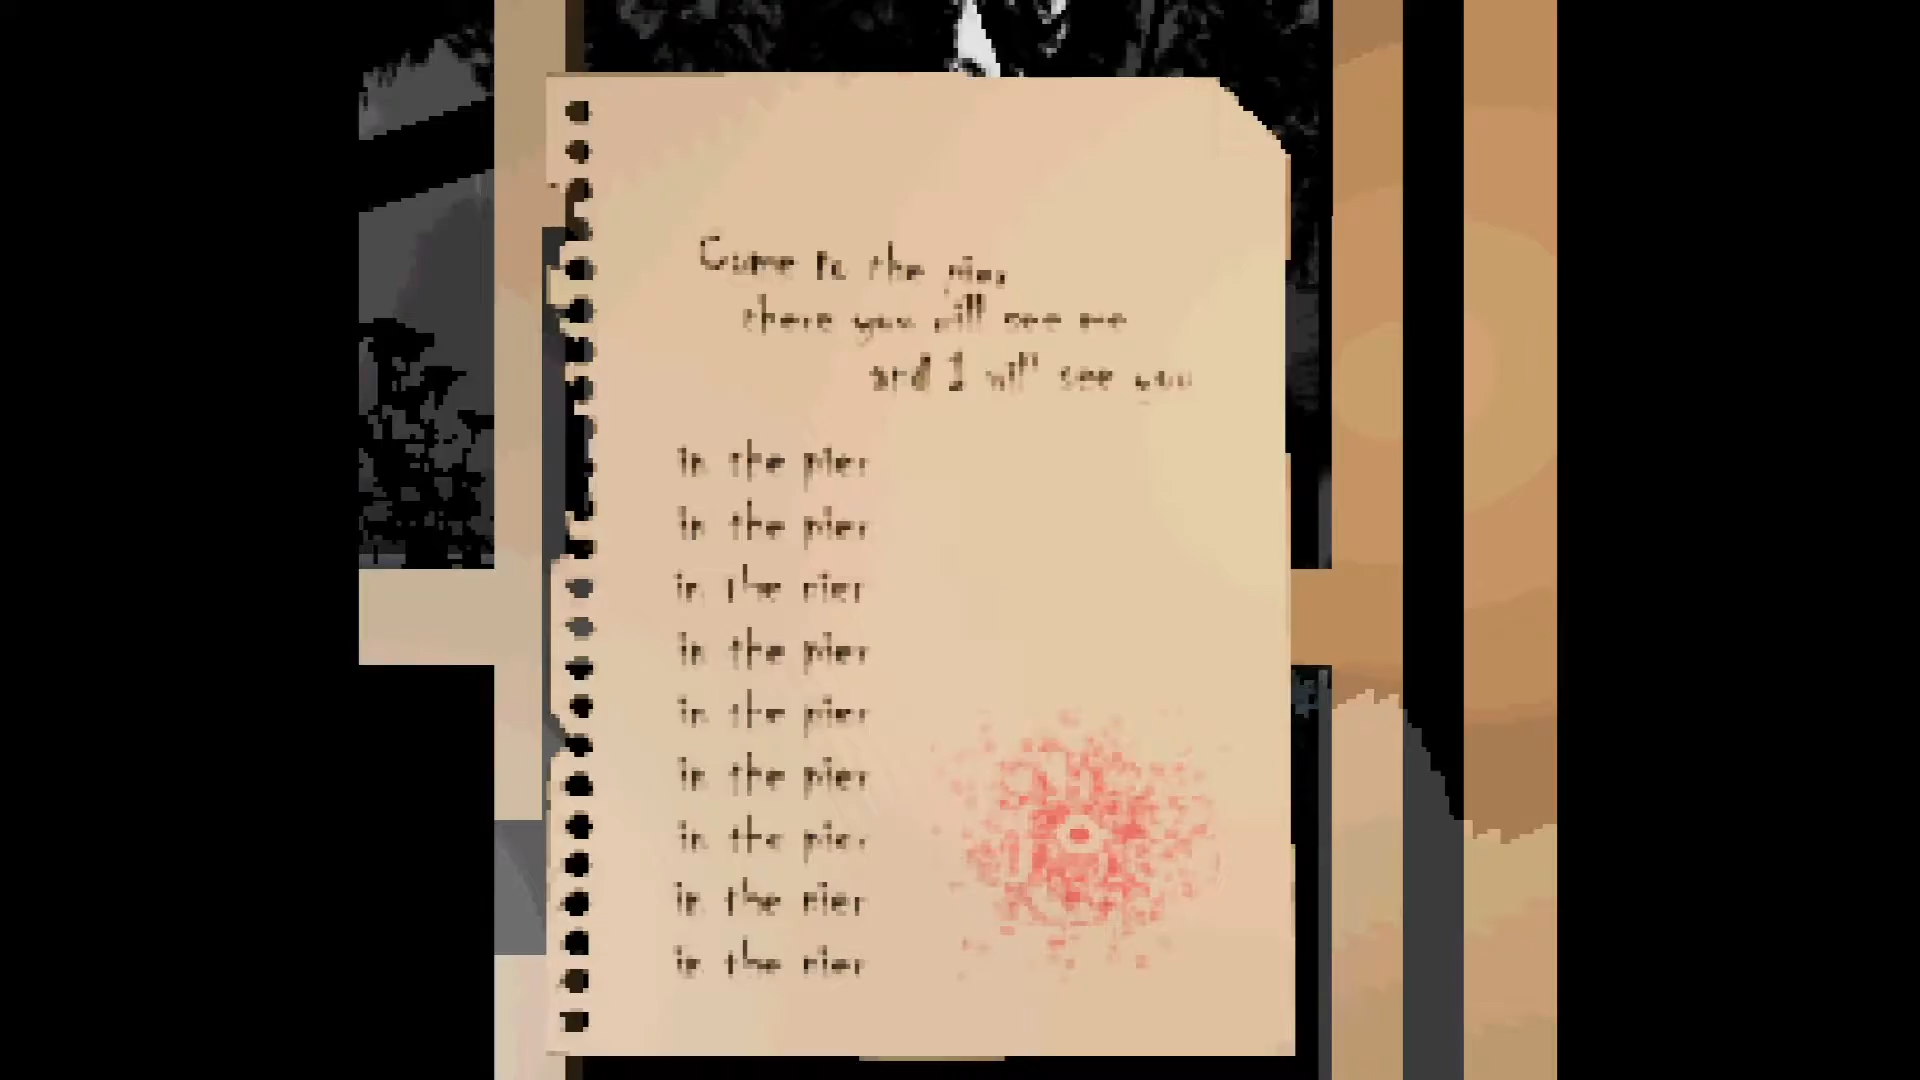 Come to the pier
there you will see me
and I will see you
in the pier
in the pier
in the pier
in the pier
in the pier
in the pier
in the pier
in the pier
in the pier